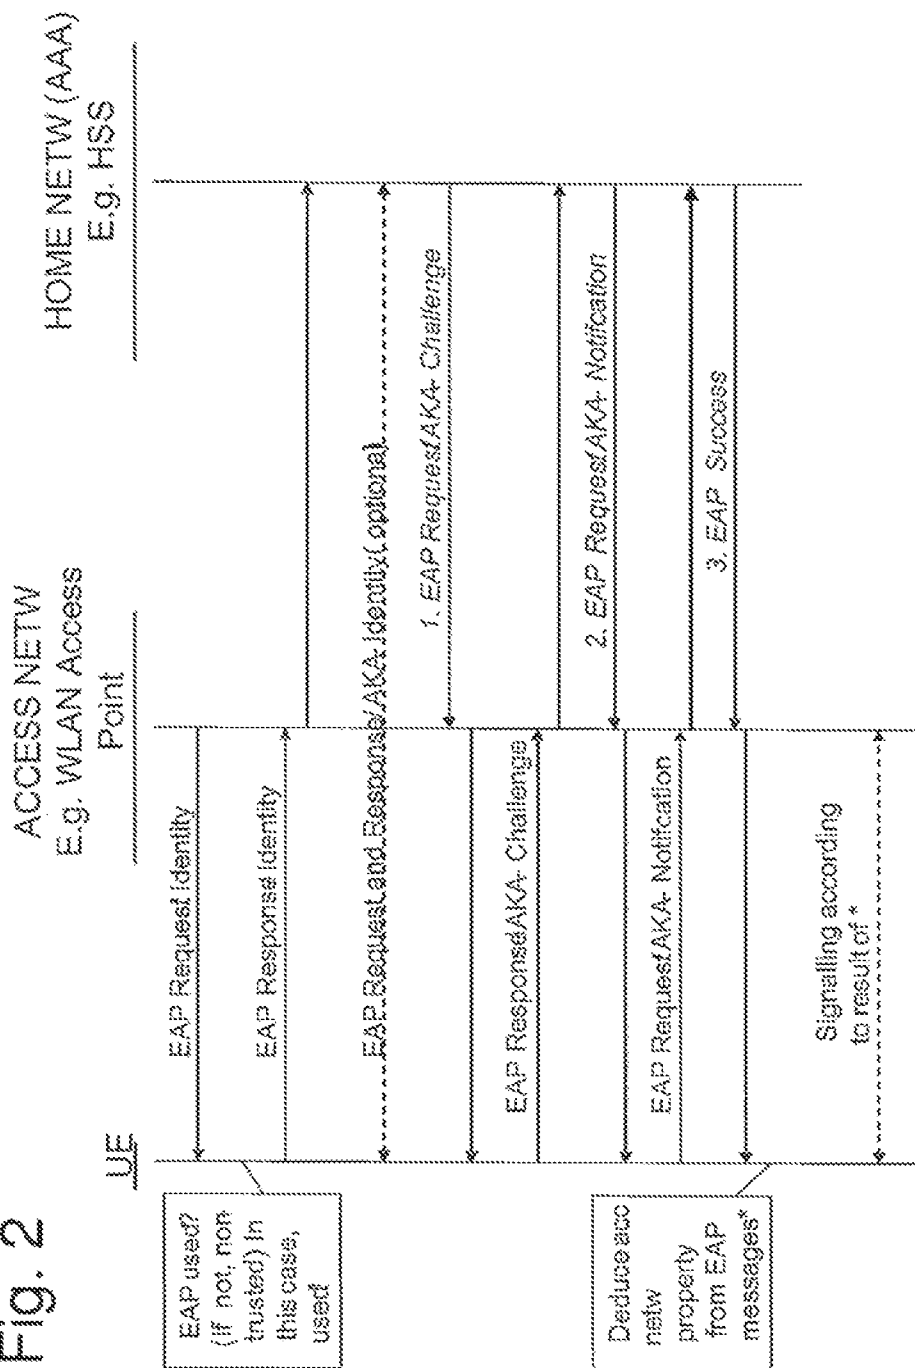 Fig. 2
UE
ACCESS NETW
E.g. WLAN Access
Point
HOME NETW (AAA)
E.g. HSS
EAP used?
(If not, non-
trusted) In
this case,
used!
EAP Request Identity
EAP Response Identity
EAP Request and Response/AKA-Identity(optional)
1. EAP Request/AKA- Challenge
EAP Response/AKA- Challenge
2. EAP Request/AKA- Notifcation
EAP Request/AKA- Notifcation
3. EAP Success
Deduce acc
netw
property
from EAP
messages*
Signalling according
to result of *